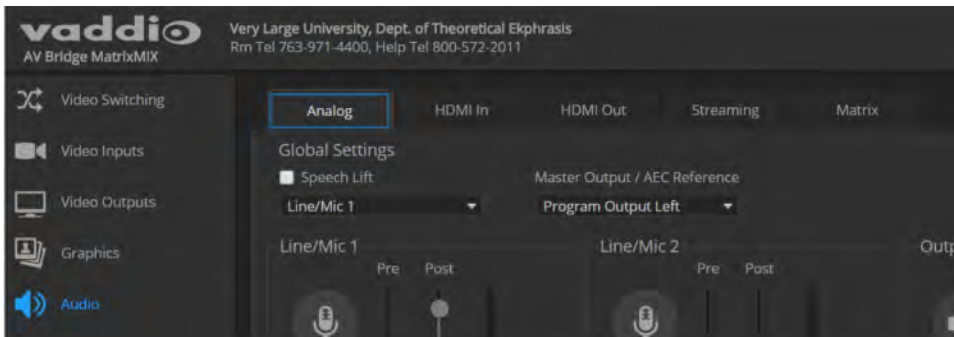 vaddio
AV Bridge MatrixMIX
Very Large University, Dept. of Theoretical Ekphrasis
Rm Tel 763-971-4400, Help Tel 800-572-2011
Video Switching
Video Inputs
Video Outputs
Graphics
Audio
Analog HDMI In HDMI Out Streaming Matrix
Global Settings
Speech Lift Master Output / AEC Reference
Line/Mic 1 Program Output Left
Line/Mic 1 Line/Mic 2 Outp
Pre Post Pre Post